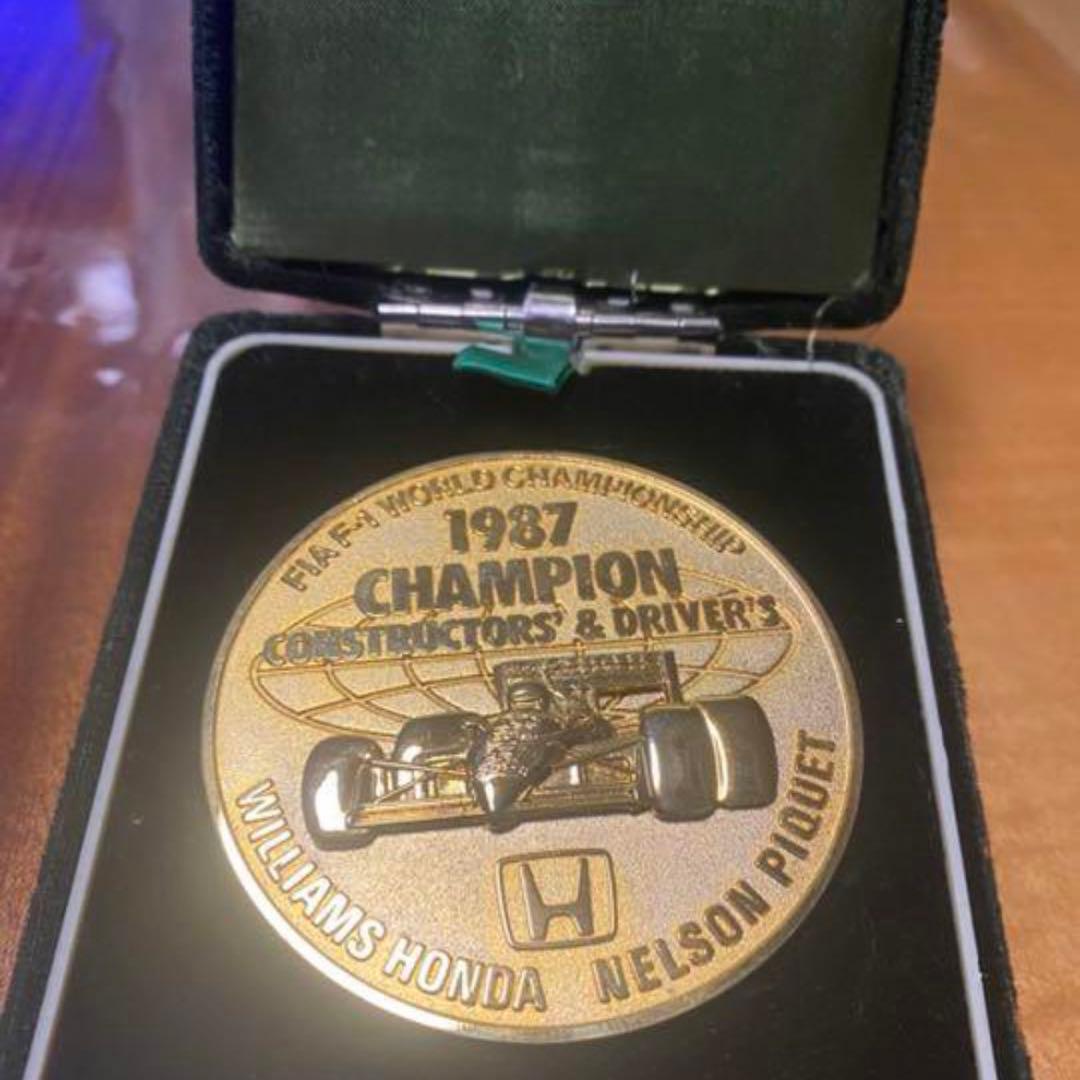 FIA F-1 WORLD CHAMPIONSHIP
1987
CHAMPION
CONSTRUCTORS' & DRIVER'S
WILLIAMS HONDA NELSON PIQUET